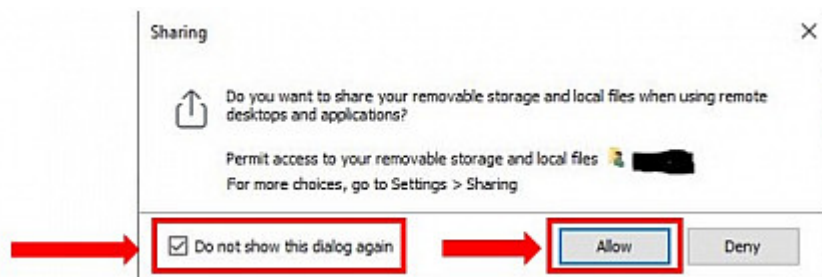 Sharing
Do you want to share your removable storage and local files when using remote
desktops and applications?
Permit access to your removable storage and local files
For more choices, go to Settings > Sharing
Do not show this dialog again
Allow
Deny